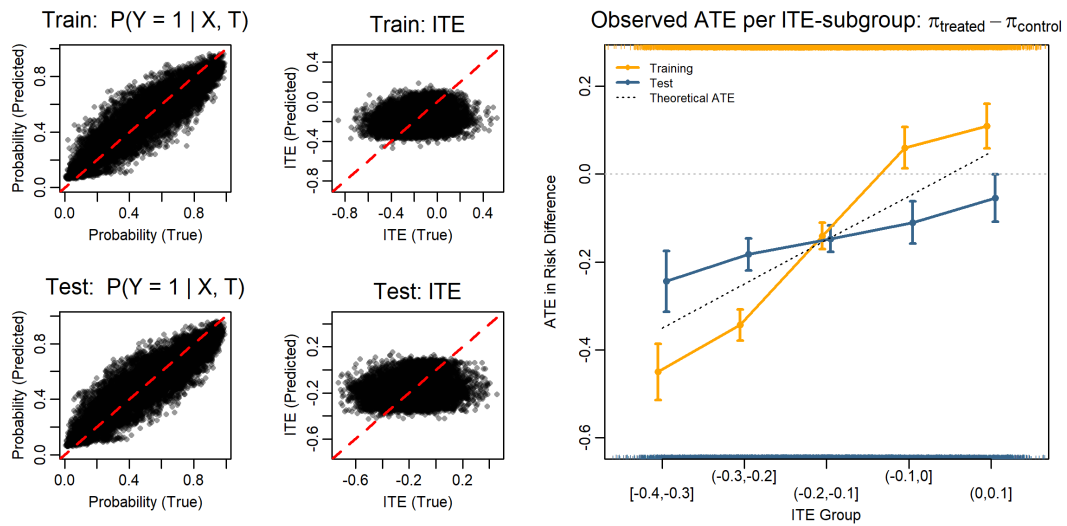 Train: P(Y = 1 | X, T)
Probability (Predicted)
0.0 0.4 0.8
0.0 0.4 0.8
Probability (True)
Train: ITE
ITE (Predicted)
-0.8 -0.4 0.0 0.4
-0.8 -0.4 0.0 0.4
ITE (True)
Test: P(Y = 1 | X, T)
Probability (Predicted)
0.0 0.4 0.8
0.0 0.4 0.8
Probability (True)
Test: ITE
ITE (Predicted)
-0.6 -0.2 0.2
-0.6 -0.2 0.2
ITE (True)
Observed ATE per ITE-subgroup: πtreated − πcontrol
Training
Test
Theoretical ATE
ATE in Risk Difference
0.2
0.0
-0.2
-0.4
-0.6
[-0.4,-0.3]
(-0.3,-0.2]
(-0.2,-0.1]
(-0.1,0]
(0,0.1]
ITE Group